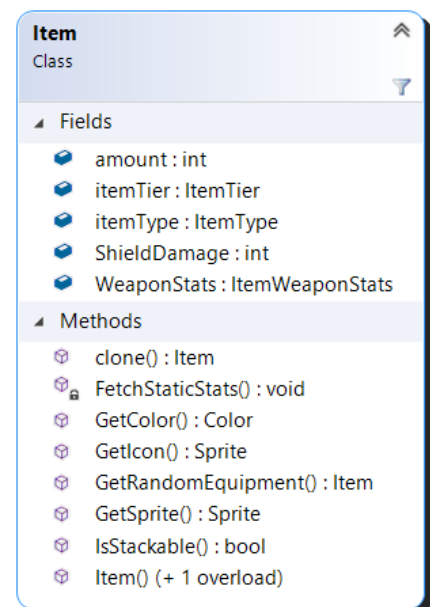 Item
Class
Fields
amount : int
itemTier : ItemTier
itemType : ItemType
ShieldDamage : int
WeaponStats : ItemWeaponStats
Methods
clone() : Item
FetchStaticStats() : void
GetColor() : Color
GetIcon() : Sprite
GetRandomEquipment() : Item
GetSprite() : Sprite
IsStackable() : bool
Item() (+ 1 overload)